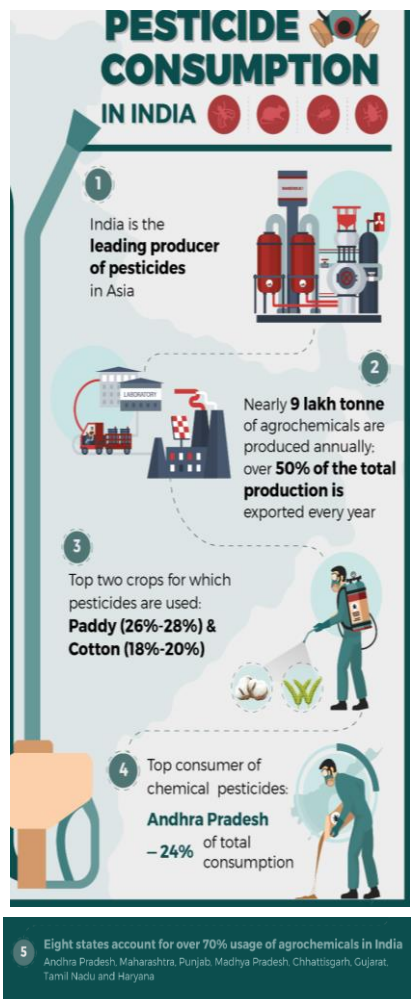 PESTICIDE
CONSUMPTION
IN INDIA
1
India is the
leading producer
of pesticides
in Asia
LABORATORY
2
Nearly 9 lakh tonne
of agrochemicals are
produced annually;
over 50% of the total
production is
exported every year
3
Top two crops for which
pesticides are used:
Paddy (26%-28%) &
Cotton (18%-20%)
4
Top consumer of
chemical pesticides:
Andhra Pradesh
– 24% of total
consumption
5
Eight states account for over 70% usage of agrochemicals in India
Andhra Pradesh, Maharashtra, Punjab, Madhya Pradesh, Chhattisgarh, Gujarat,
Tamil Nadu and Haryana